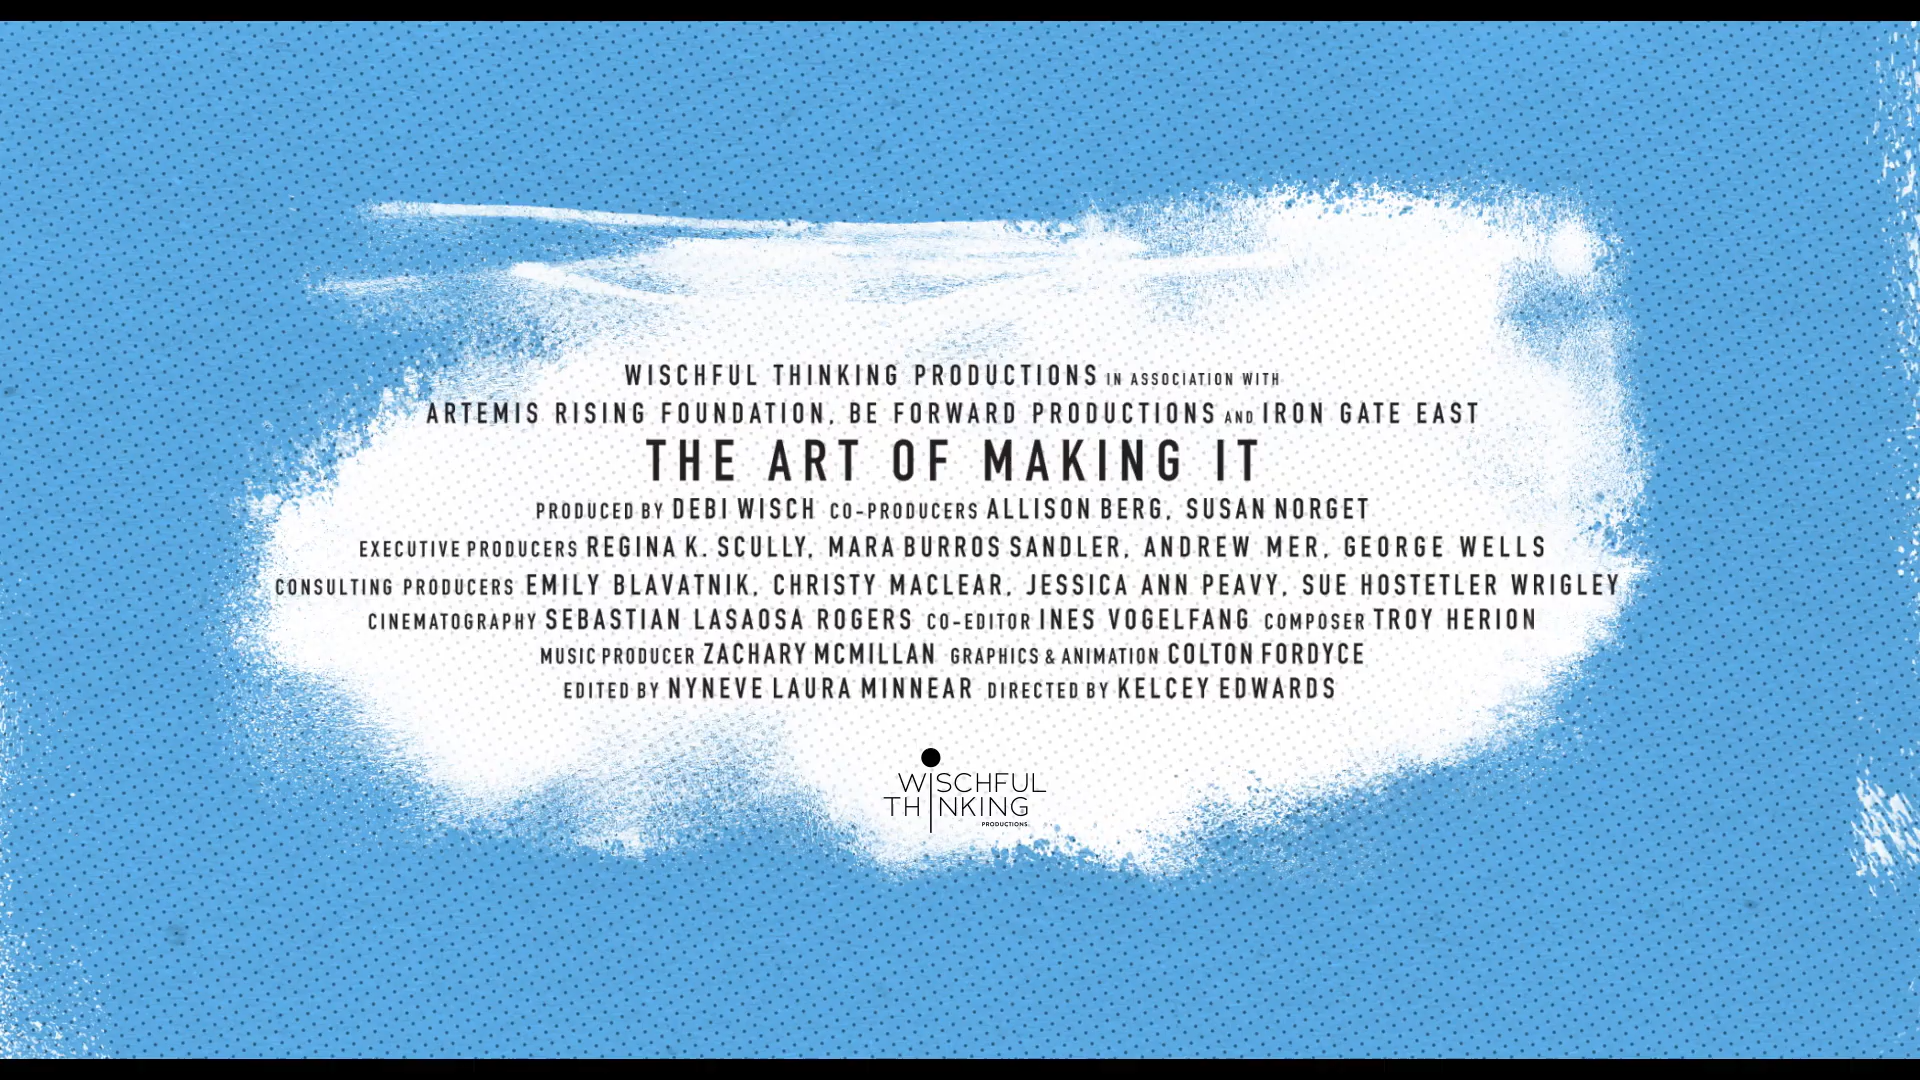 WISCHFUL THINKING PRODUCTIONS IN ASSOCIATION WITH
ARTEMIS RISING FOUNDATION, BE FORWARD PRODUCTIONS AND IRON GATE EAST
THE ART OF MAKING IT
PRODUCED BY DEBI WISCH CO-PRODUCERS ALLISON BERG, SUSAN NORGET
EXECUTIVE PRODUCERS REGINA K. SCULLY, MARA BURROS SANDLER, ANDREW MER, GEORGE WELLS
CONSULTING PRODUCERS EMILY BLAVATNIK, CHRISTY MACLEAR, JESSICA ANN PEAVY, SUE HOSTETLER WRIGLEY
CINEMATOGRAPHY SEBASTIAN LASAOSA ROGERS CO-EDITOR INES VOGELFANG COMPOSER TROY HERION
MUSIC PRODUCER ZACHARY MCMILLAN GRAPHICS & ANIMATION COLTON FORDYCE
EDITED BY NYNEVE LAURA MINNEAR DIRECTED BY KELCEY EDWARDS
WISCHFUL
THINKING
PRODUCTIONS